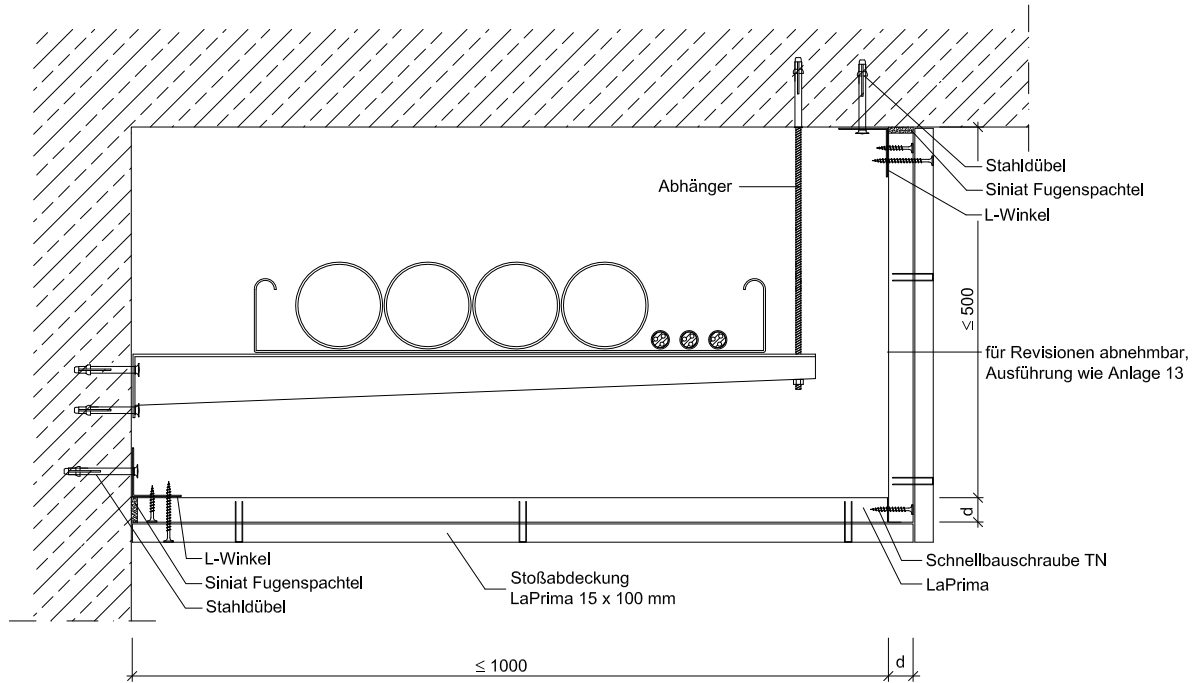 Abhänger
Stahldübel
Siniat Fugenspachtel
L-Winkel
≤ 500
für Revisionen abnehmbar,
Ausführung wie Anlage 13
d
L-Winkel
Siniat Fugenspachtel
Stahldübel
Stoßabdeckung
LaPrima 15 x 100 mm
Schnellbauschraube TN
LaPrima
≤ 1000
d